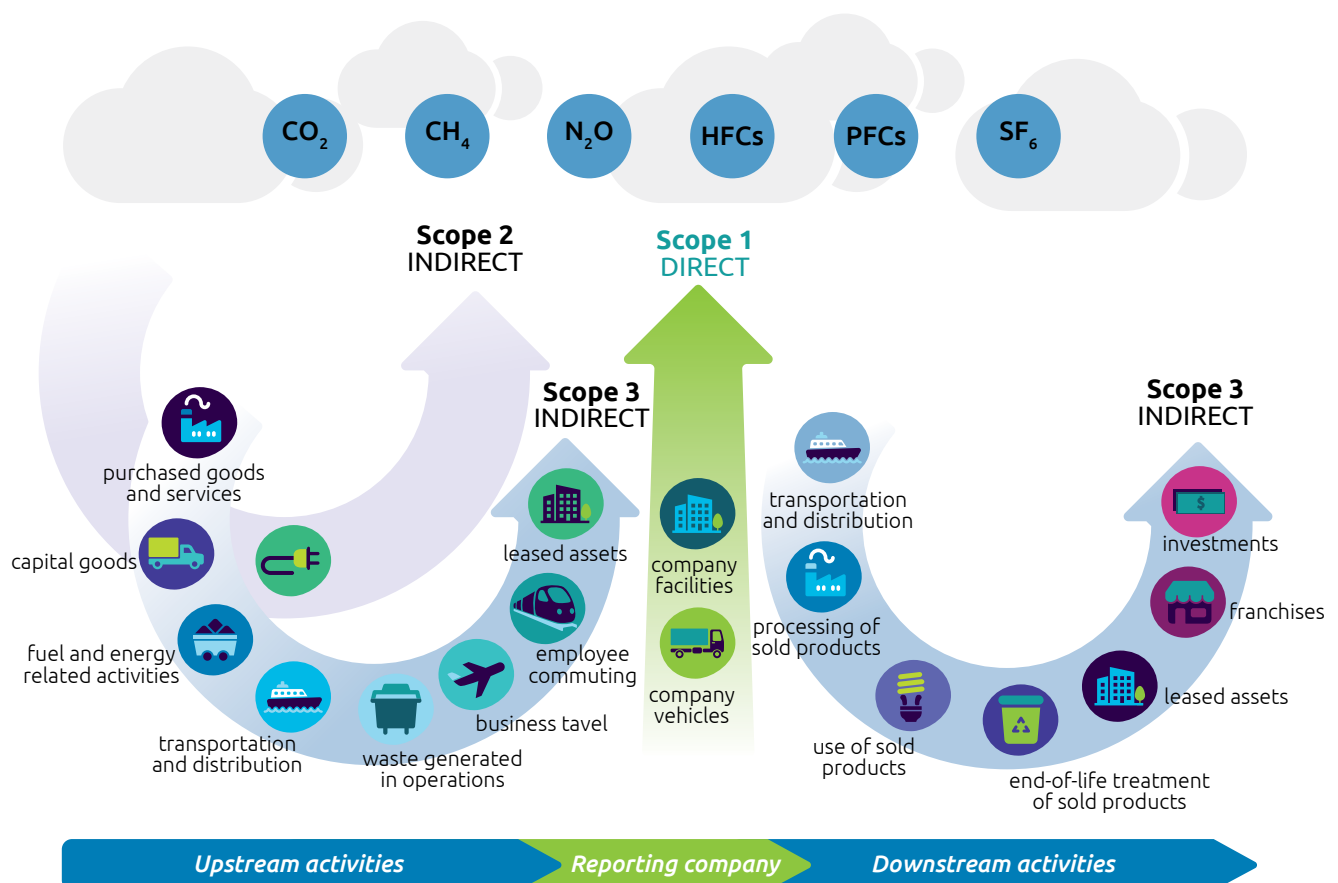 CO₂
CH₄
N₂O
HFCs
PFCs
SF₆
Scope 2
INDIRECT
Scope 1
DIRECT
Scope 3
INDIRECT
Scope 3
INDIRECT
purchased goods
and services
capital goods
fuel and energy
related activities
transportation
and distribution
waste generated
in operations
business tavel
employee
commuting
leased assets
company
facilities
company
vehicles
transportation
and distribution
processing of
sold products
use of sold
products
end-of-life treatment
of sold products
leased assets
franchises
investments
$
Upstream activities
Reporting company
Downstream activities